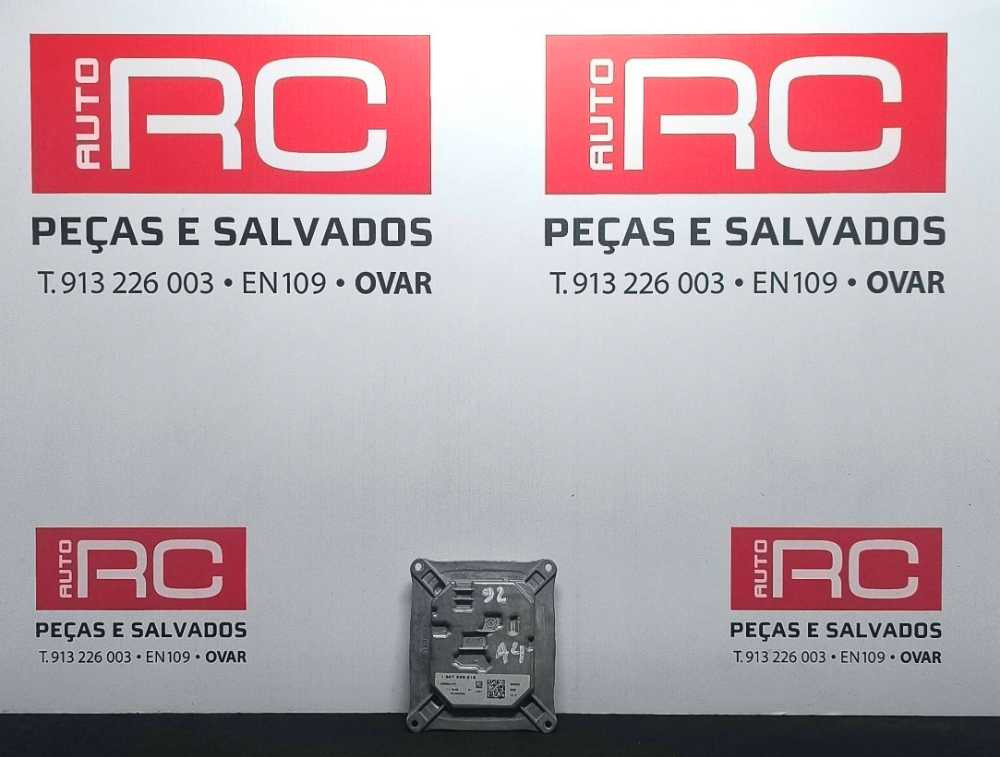 AUTO RC
PEÇAS E SALVADOS
T. 913 226 003 • EN109 • OVAR
AUTO RC
PEÇAS E SALVADOS
T. 913 226 003 • EN109 • OVAR
AUTO RC
PEÇAS E SALVADOS
T. 913 226 003 • EN109 • OVAR
AUTO RC
PEÇAS E SALVADOS
T. 913 226 003 • EN109 • OVAR
92
A4